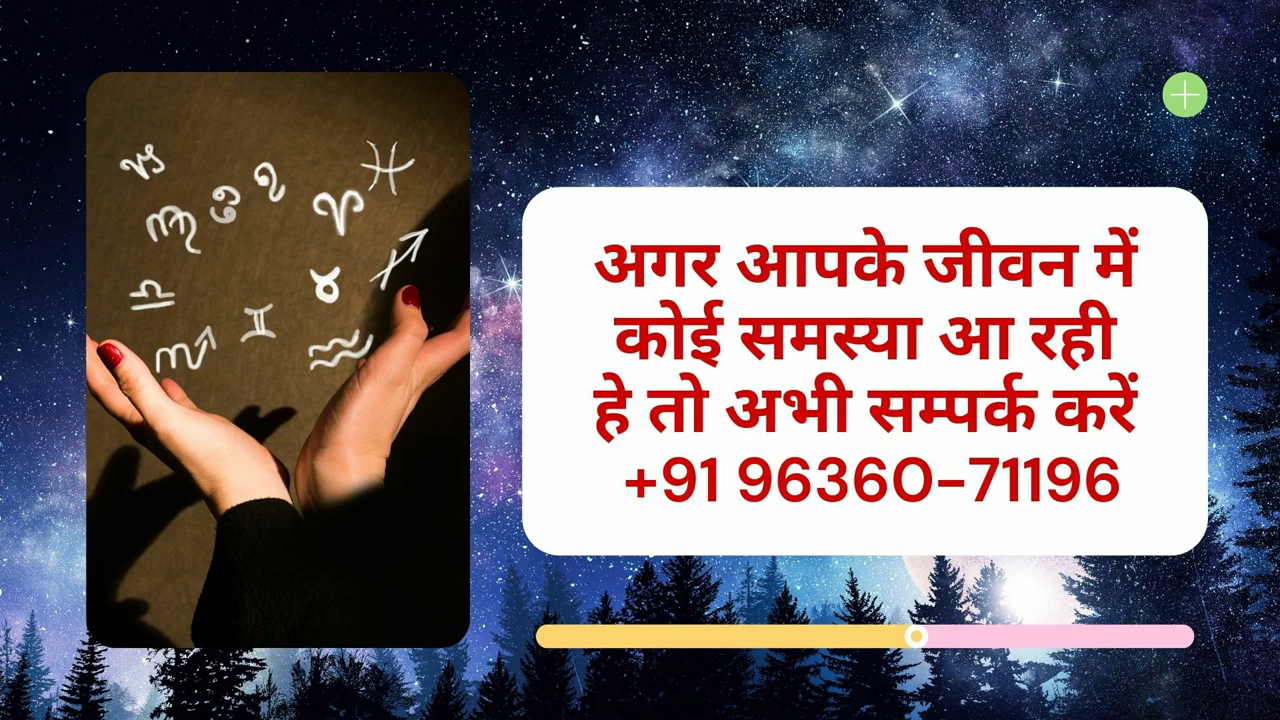 अगर आपके जीवन में
कोई समस्या आ रही
हे तो अभी सम्पर्क करें
+91 96360-71196